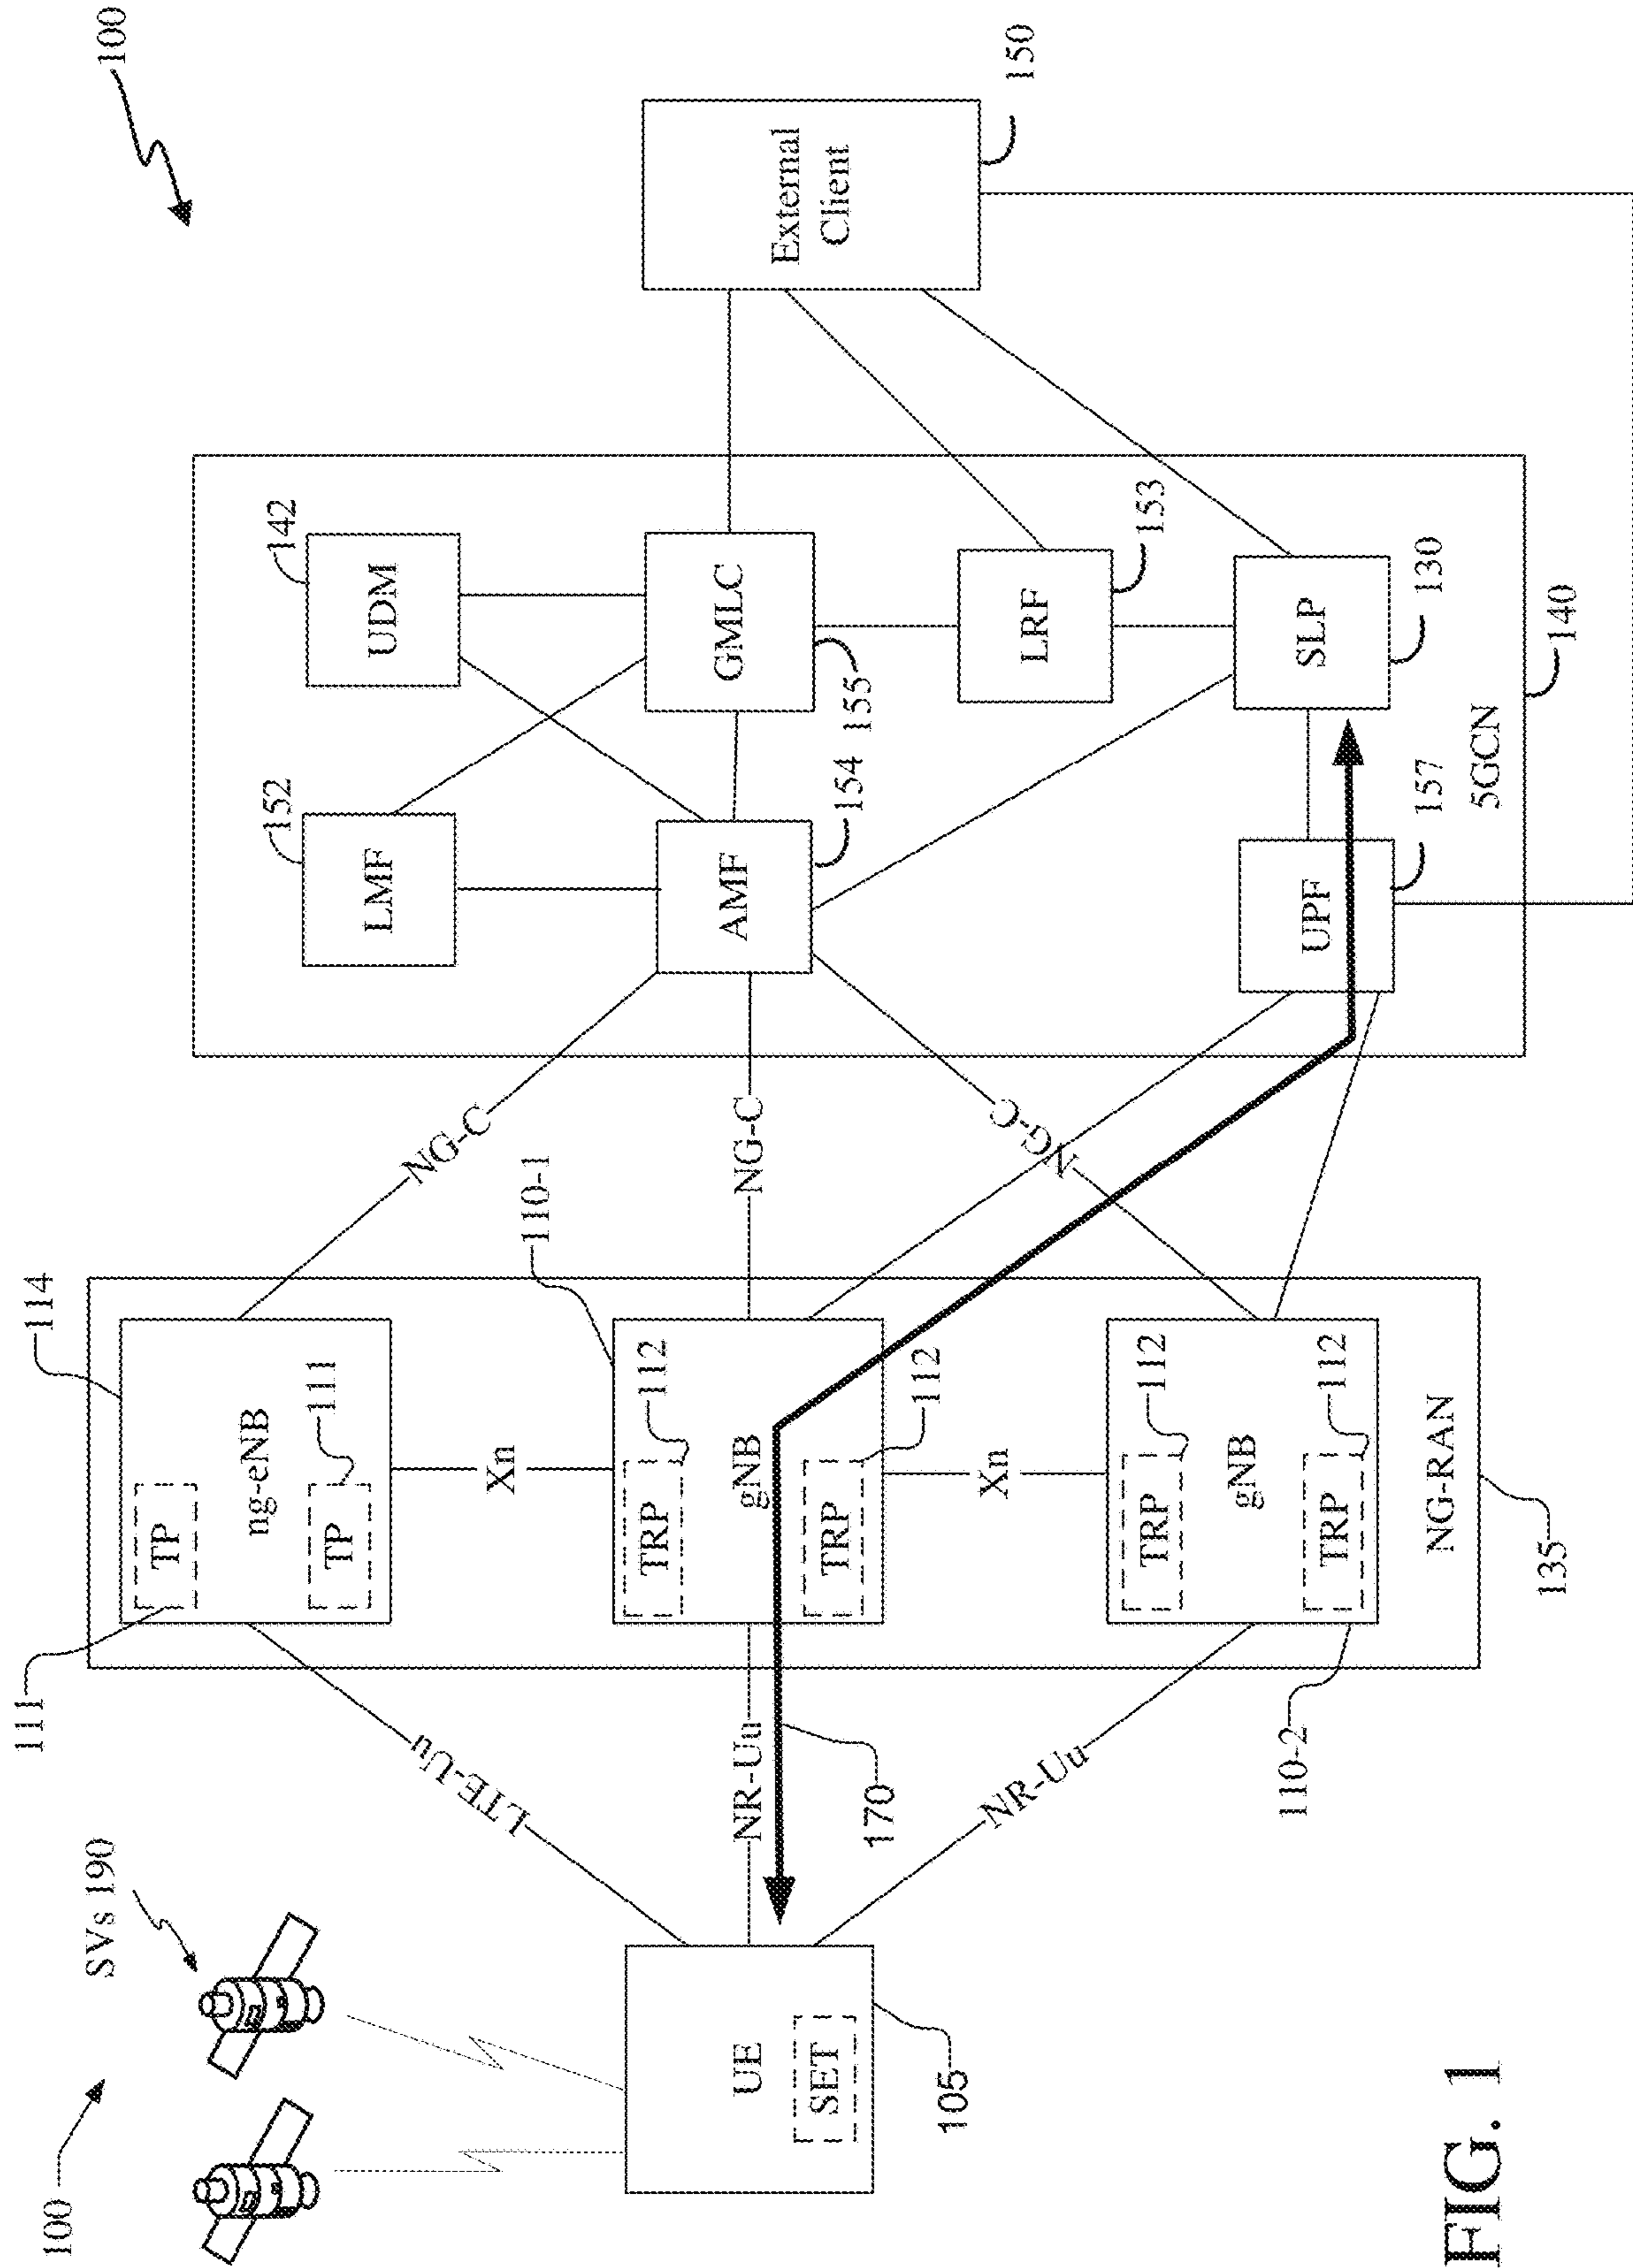 100
SVs 190
100
UE
SET
105
LTE-Uu
NR-Uu
NR-Uu
170
111
114
TP
ng-eNB
TP
111
Xn
110-1
TRP
112
gNB
TRP
112
Xn
TRP
112
gNB
TRP
112
110-2
NG-RAN
135
NG-C
NG-C
NG-C
152
LMF
142
UDM
AMF
154
GMLC
155
LRF
153
UPF
157
SLP
130
5GCN
140
External
Client
150
FIG. 1